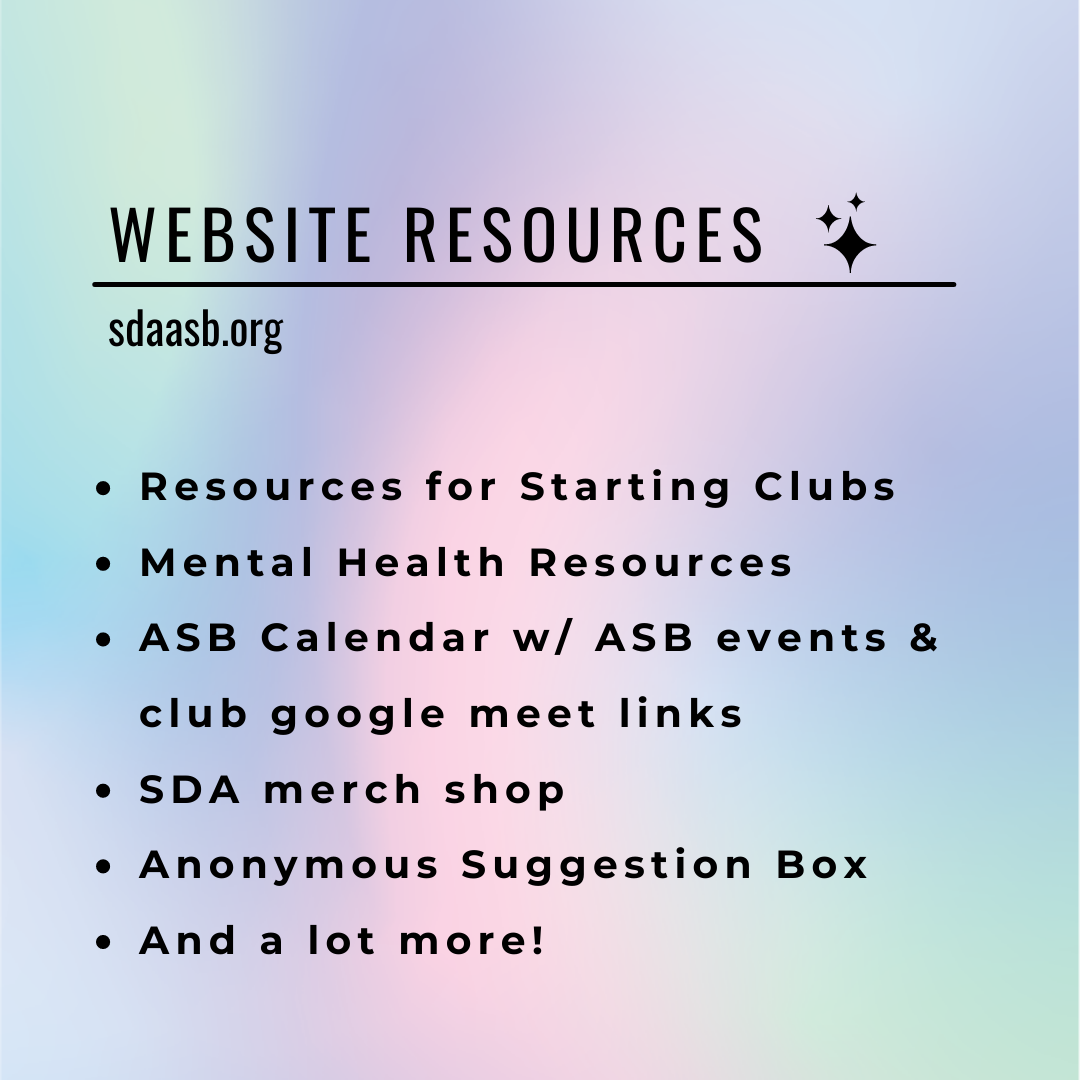 WEBSITE RESOURCES
sdaasb.org
• Resources for Starting Clubs
• Mental Health Resources
• ASB Calendar w/ ASB events &
club google meet links
• SDA merch shop
• Anonymous Suggestion Box
• And a lot more!